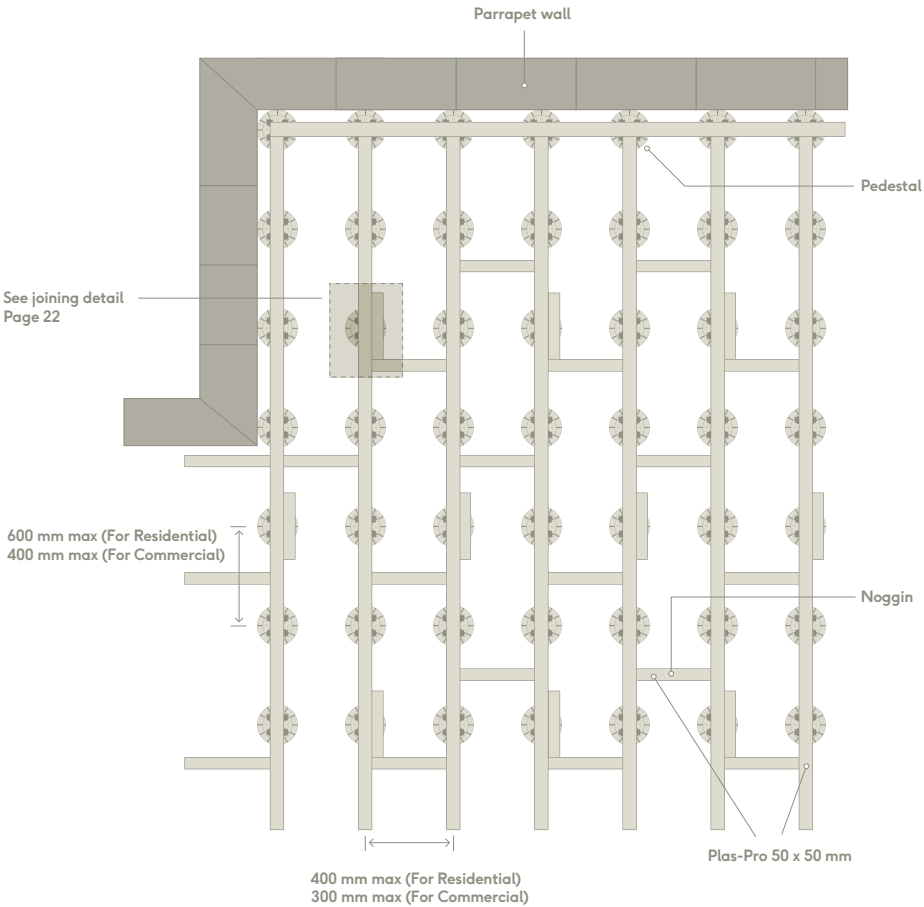 Parrapet wall
Pedestal
See joining detail
Page 22
600 mm max (For Residential)
400 mm max (For Commercial)
Noggin
Plas-Pro 50 x 50 mm
400 mm max (For Residential)
300 mm max (For Commercial)